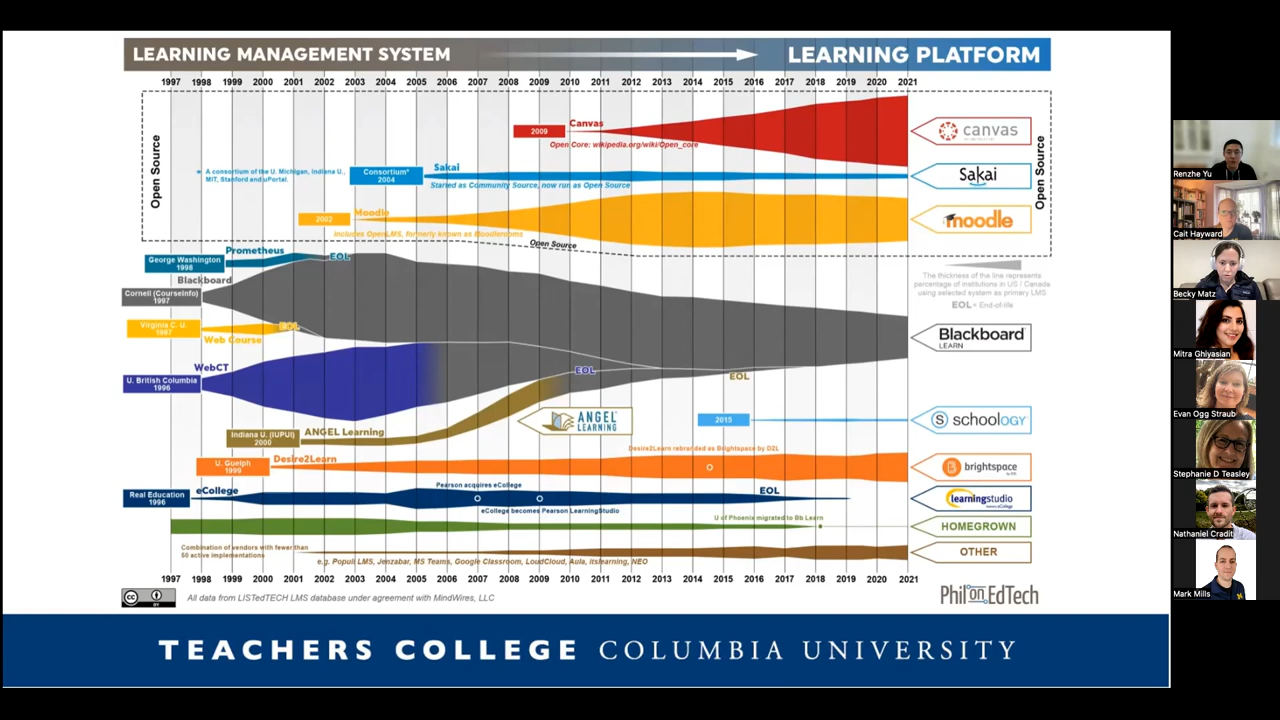 LEARNING MANAGEMENT SYSTEM
LEARNING PLATFORM
1997 1998 1999 2000 2001 2002 2003 2004 2005 2006 2007 2008 2009 2010 2011 2012 2013 2014 2015 2016 2017 2018 2019 2020 2021
Open Source
2009
Canvas
Open Core: wikipedia.org/wiki/Open_core
canvas
Open Source
* A consortium of the U. Michigan, Indiana U.,
MIT, Stanford and uPortal.
Consortium*
2004
Sakai
Started as Community Source, now run as Open Source
Sakai
2002
Moodle
includes OpenLMS, formerly known as Moodlerooms
moodle
Open Source
George Washington
1998
Prometheus
EOL
The thickness of the line represents
percentage of institutions in US / Canada
using selected system as primary LMS
EOL = End-of-life
Blackboard
Cornell (CourseInfo)
1997
Virginia C. U.
1997
EOL
Web Course
Blackboard
LEARN
WebCT
U. British Columbia
1996
EOL
EOL
ANGEL
LEARNING
2015
schoology
Indiana U. (IUPUI)
2000
ANGEL Learning
Desire2Learn rebranded as Brightspace by D2L
U. Guelph
1999
Desire2Learn
brightspace
Real Education
1996
eCollege
Pearson acquires eCollege
eCollege becomes Pearson LearningStudio
EOL
learningstudio
U of Phoenix migrated to Bb Learn
HOMEGROWN
Combination of vendors with fewer than
50 active implementations
e.g. Populi LMS, Jenzabar, MS Teams, Google Classroom, LoudCloud, Aula, itslearning, NEO
OTHER
1997 1998 1999 2000 2001 2002 2003 2004 2005 2006 2007 2008 2009 2010 2011 2012 2013 2014 2015 2016 2017 2018 2019 2020 2021
cc BY
All data from LISTedTECH LMS database under agreement with MindWires, LLC
Phil on EdTech
TEACHERS COLLEGE COLUMBIA UNIVERSITY
Renzhe Yu
Cait Hayward
Becky Matz
Mitra Ghiyasian
Evan Ogg Straub
Stephanie D Teasley
Nathaniel Cradit
Mark Mills